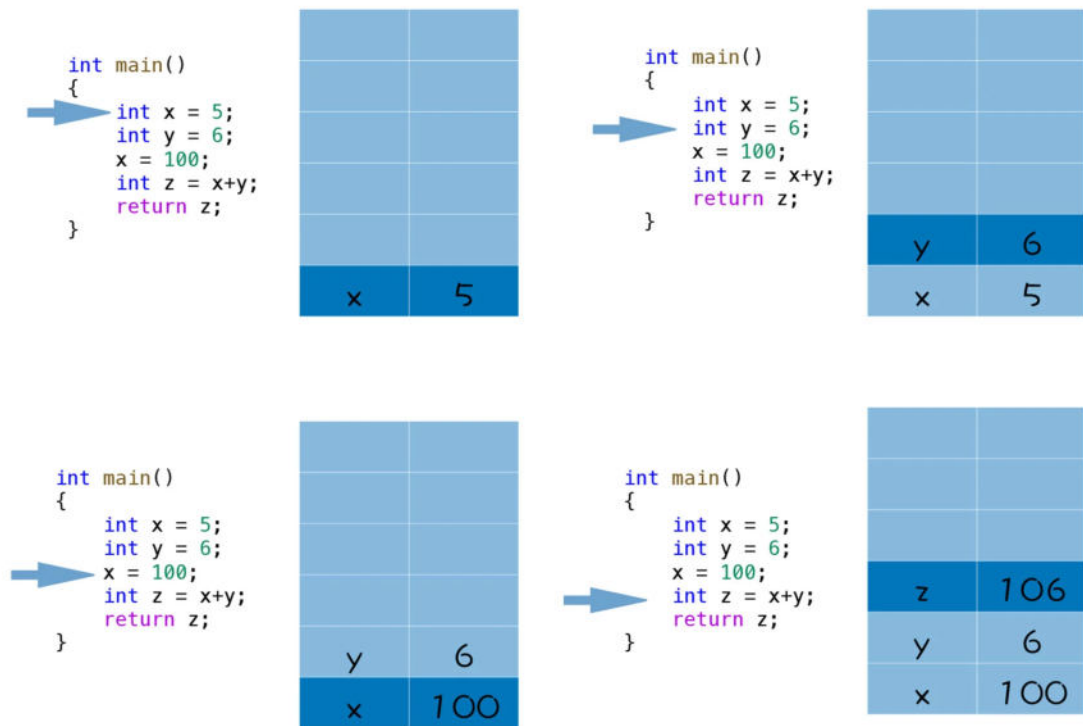 int main()
{
int x = 5;
int y = 6;
x = 100;
int z = x+y;
return z;
}
x 5
int main()
{
int x = 5;
int y = 6;
x = 100;
int z = x+y;
return z;
}
y 6
x 5
int main()
{
int x = 5;
int y = 6;
x = 100;
int z = x+y;
return z;
}
y 6
x 100
int main()
{
int x = 5;
int y = 6;
x = 100;
int z = x+y;
return z;
}
z 106
y 6
x 100